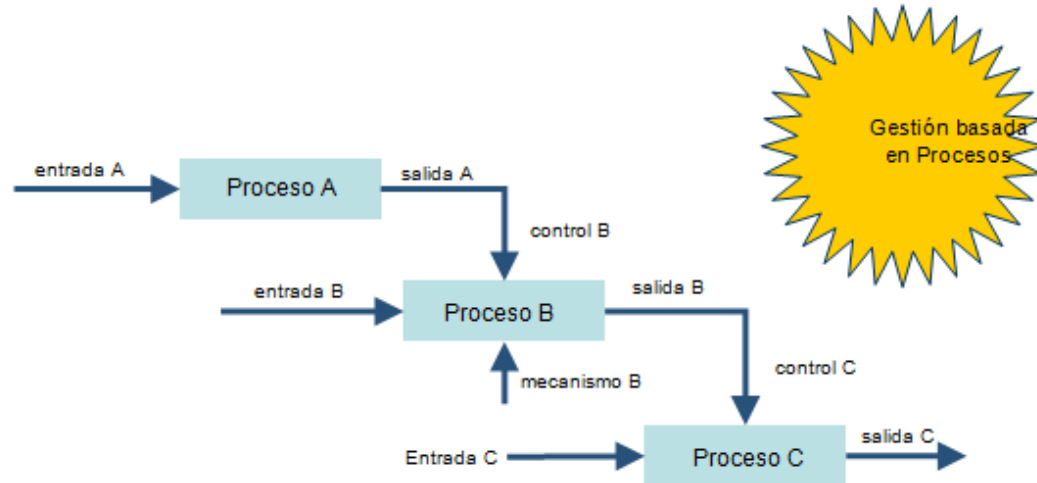 Gestión basada
en Procesos
entrada A
Proceso A
salida A
control B
entrada B
Proceso B
salida B
mecanismo B
control C
Entrada C
Proceso C
salida C